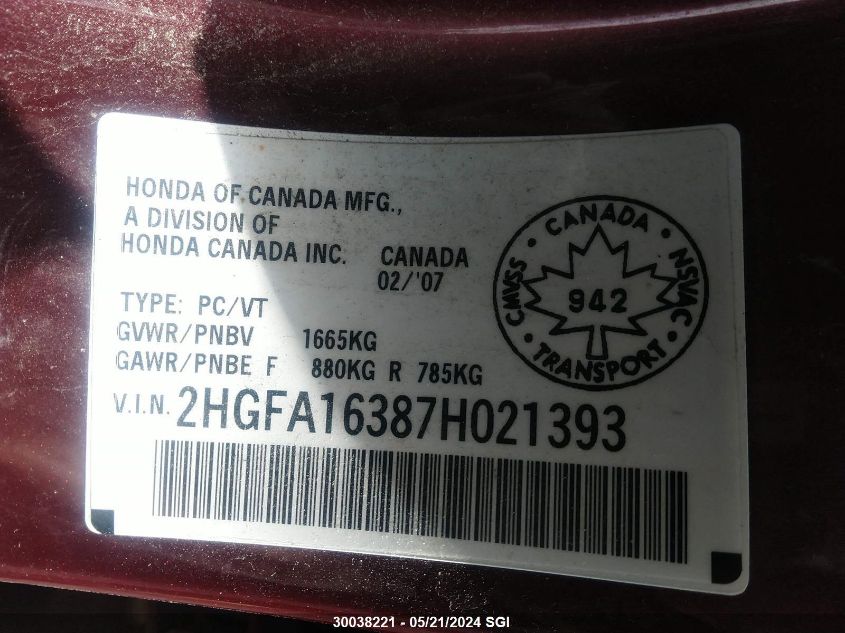 HONDA OF CANADA MFG.,
A DIVISION OF
HONDA CANADA INC. CANADA
02/'07
TYPE: PC/VT
GVWR/PNBV 1665KG
GAWR/PNBE F 880KG R 785KG
V.I.N. 2HGFA16387H021393
CANADA · NSVAC · TRANSPORT · CMVSS ·
942
30038221 - 05/21/2024 SGI